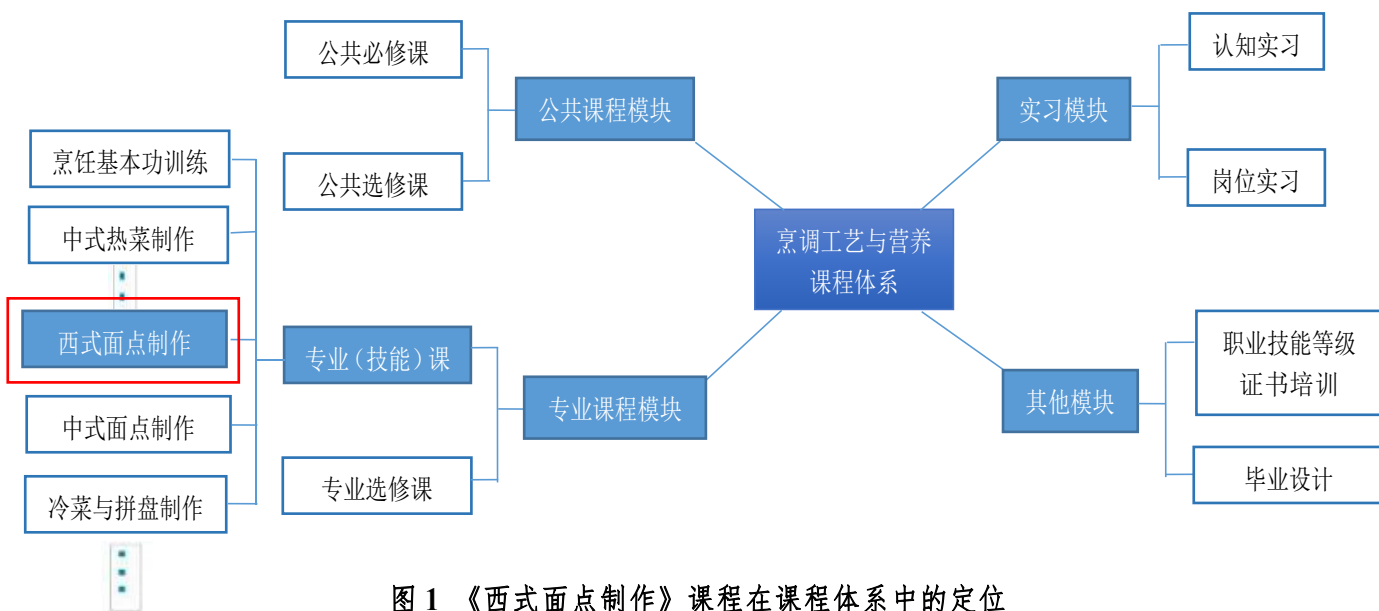 公共必修课
公共选修课
公共课程模块
实习模块
认知实习
岗位实习
烹饪基本功训练
中式热菜制作
西式面点制作
中式面点制作
冷菜与拼盘制作
专业（技能）课
专业选修课
专业课程模块
烹调工艺与营养
课程体系
其他模块
职业技能等级
证书培训
毕业设计
图 1 《西式面点制作》课程在课程体系中的定位